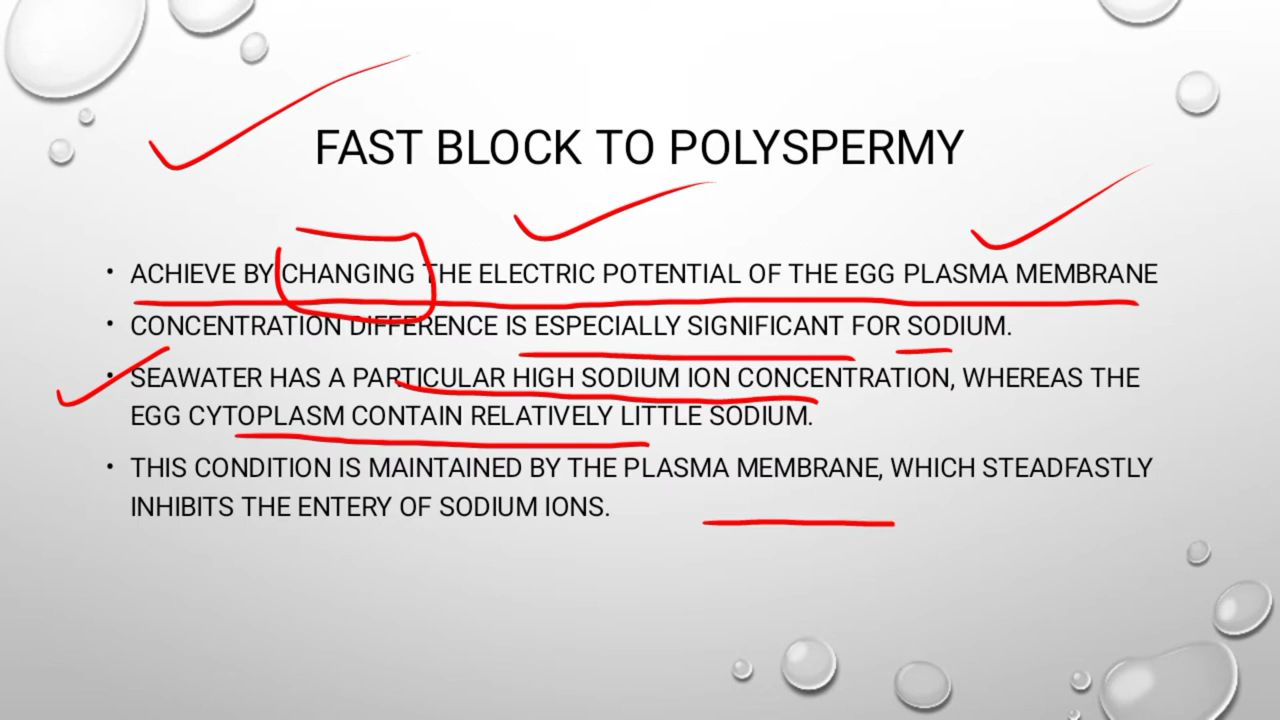 FAST BLOCK TO POLYSPERMY
• ACHIEVE BY CHANGING THE ELECTRIC POTENTIAL OF THE EGG PLASMA MEMBRANE
• CONCENTRATION DIFFERENCE IS ESPECIALLY SIGNIFICANT FOR SODIUM.
• SEAWATER HAS A PARTICULAR HIGH SODIUM ION CONCENTRATION, WHEREAS THE
EGG CYTOPLASM CONTAIN RELATIVELY LITTLE SODIUM.
• THIS CONDITION IS MAINTAINED BY THE PLASMA MEMBRANE, WHICH STEADFASTLY
INHIBITS THE ENTERY OF SODIUM IONS.